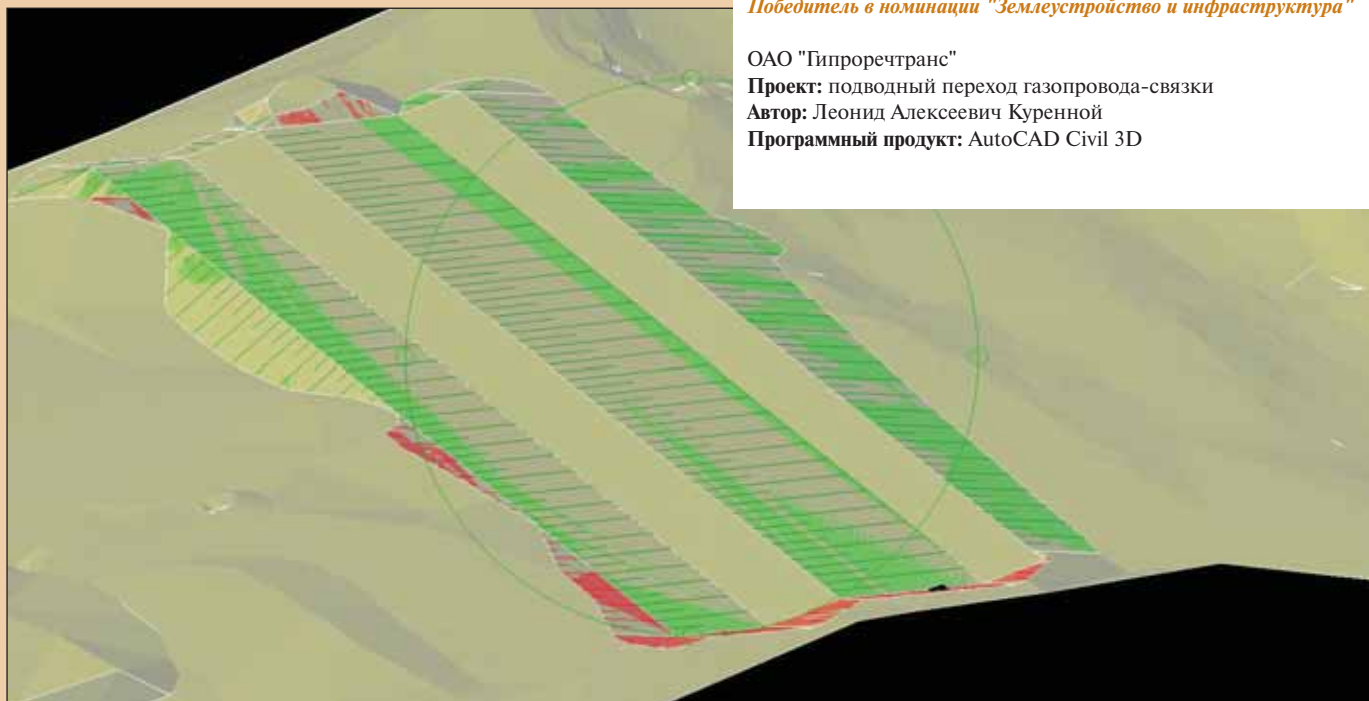 Победитель в номинации "Землеустройство и инфраструктура"
ОАО "Гипроречтранс"
Проект: подводный переход газопровода-связки
Автор: Леонид Алексеевич Куренной
Программный продукт: AutoCAD Civil 3D